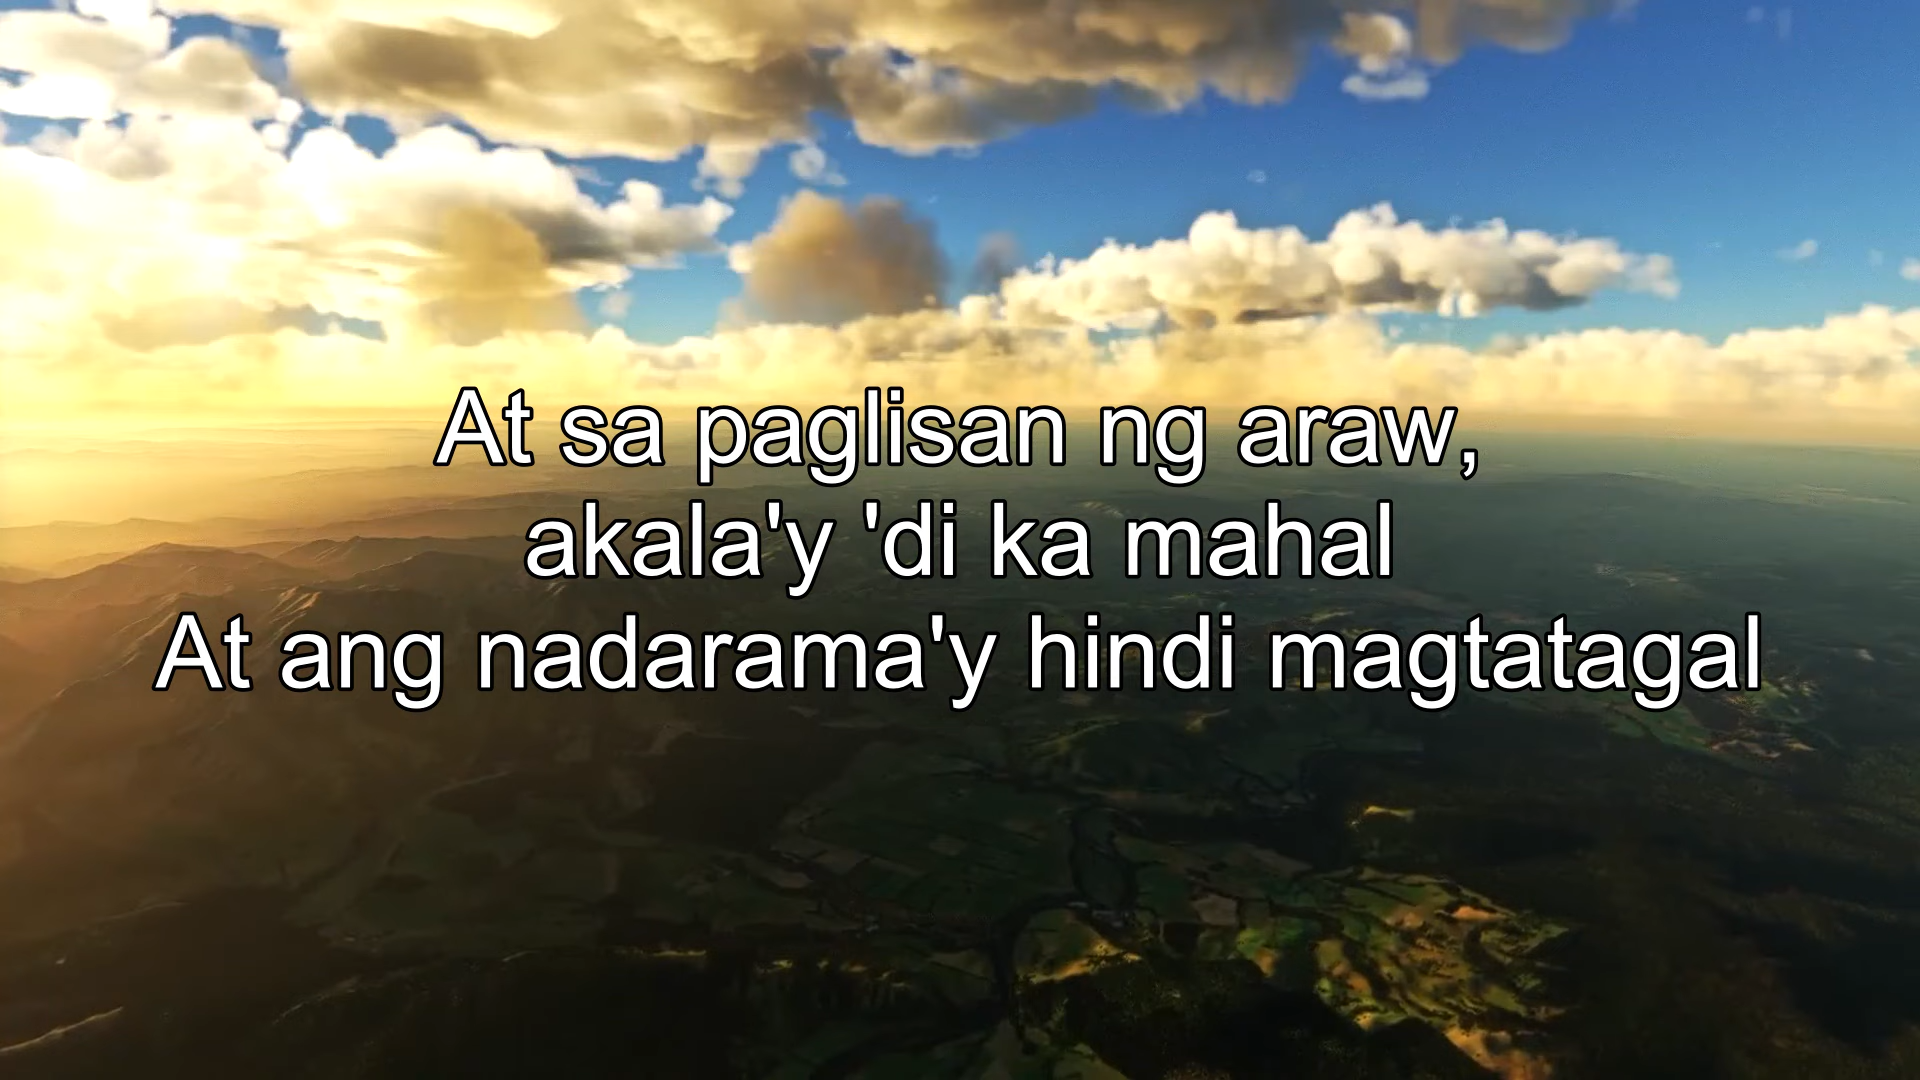 At sa paglisan ng araw,
akala'y 'di ka mahal
At ang nadarama'y hindi magtatagal